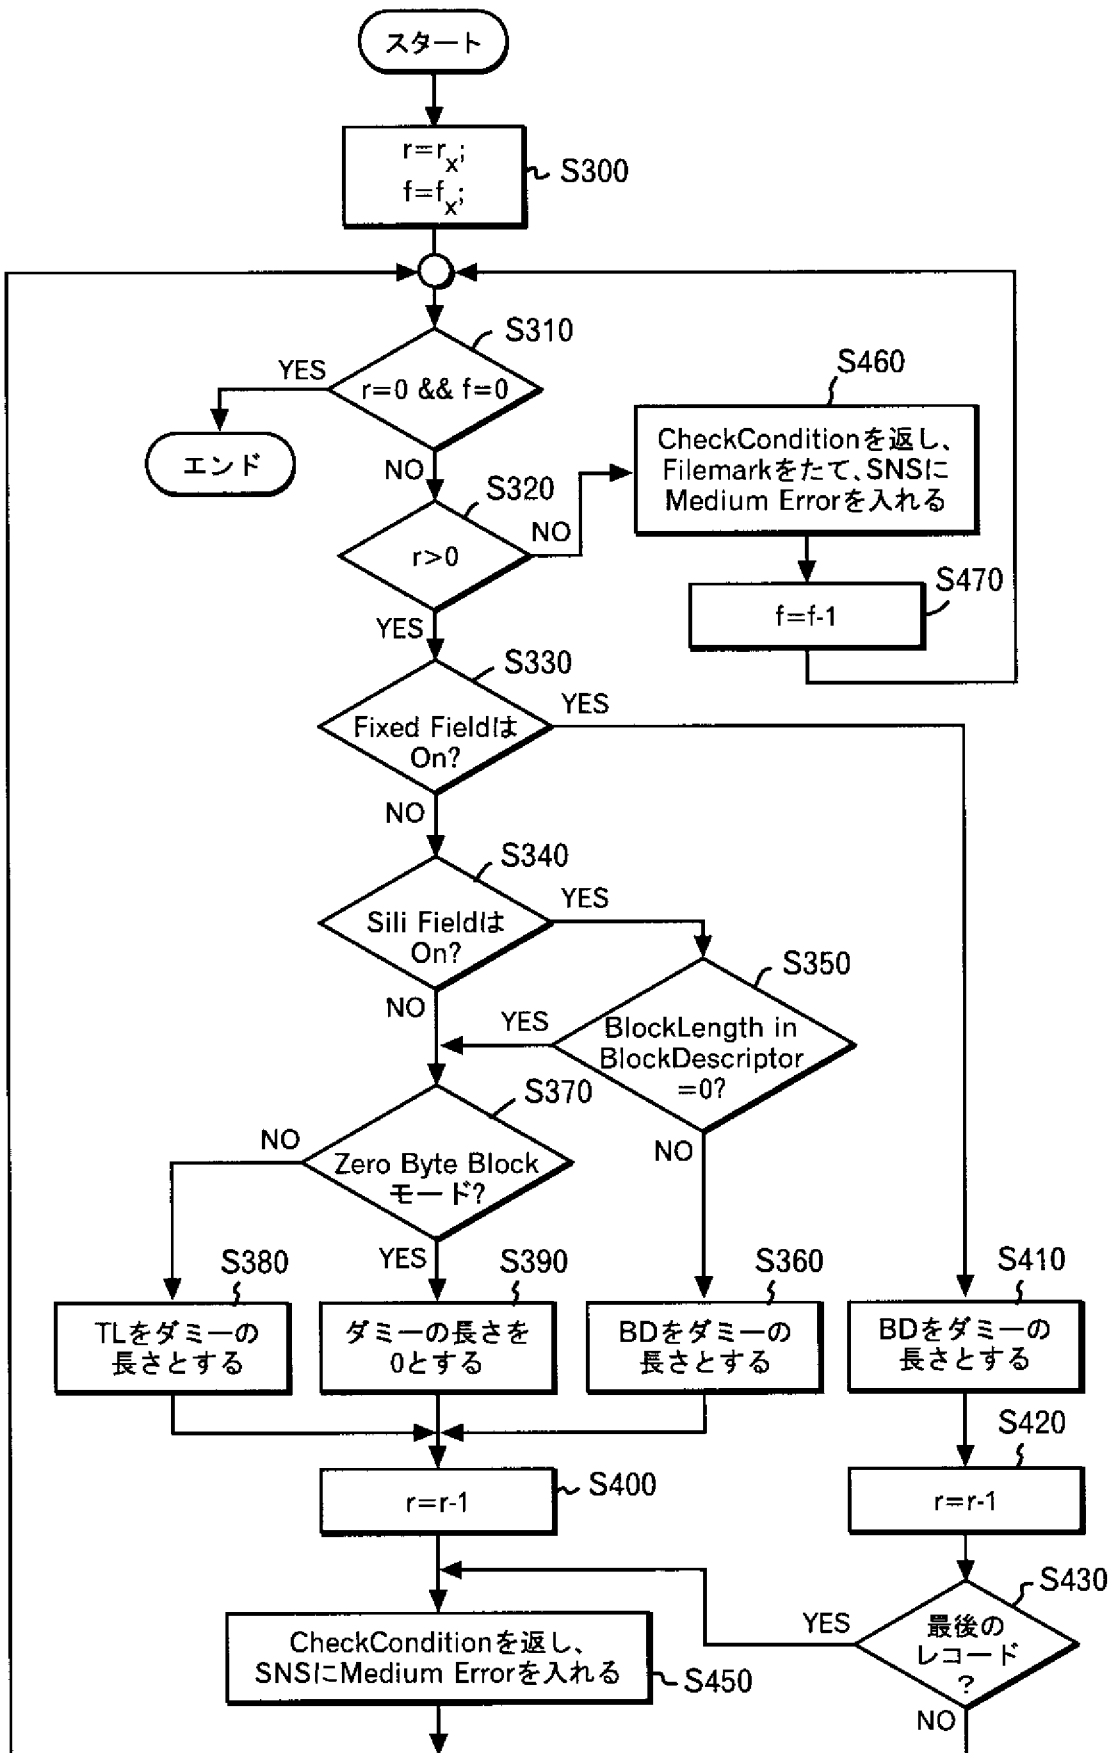 スタート
r=rx;
f=fx;
S300
S310
YES
r=0 && f=0
エンド
NO
S460
CheckConditionを返し、
Filemarkをたて、SNSに
Medium Errorを入れる
S320
NO
r>0
S470
f=f-1
YES
S330
YES
Fixed Fieldは
On?
NO
S340
YES
Sili Fieldは
On?
NO
S350
YES
BlockLength in
BlockDescriptor
=0?
S370
NO
NO
Zero Byte Block
モード?
YES
S380
S390
S360
S410
TLをダミーの
長さとする
ダミーの長さを
0とする
BDをダミーの
長さとする
BDをダミーの
長さとする
S420
r=r-1
S400
r=r-1
S430
YES
最後の
レコード
?
CheckConditionを返し、
SNSにMedium Errorを入れる
S450
NO